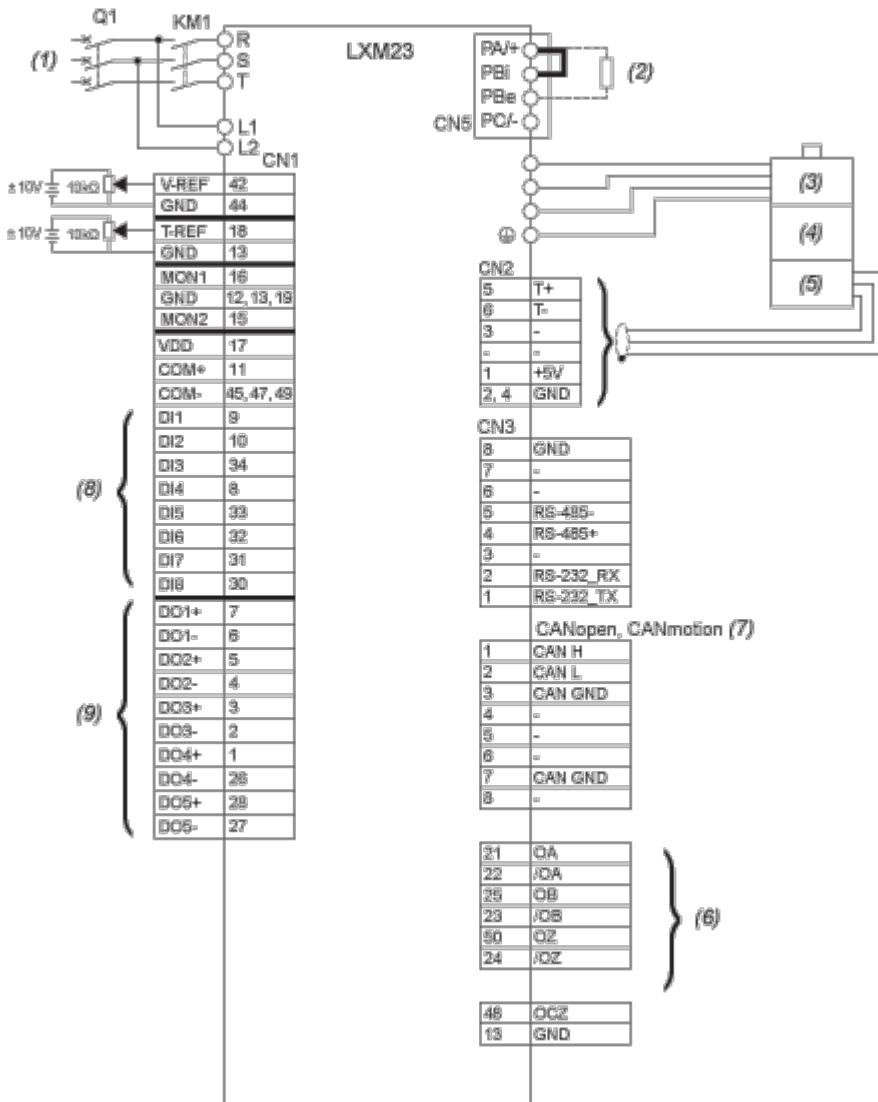 Q1
KM1
(1)
R
S
T
L1
L2
LXM23
PA/+
PBi
PBe
PC/-
CN5
(2)
CN1
±10V 10kΩ V-REF 42
GND 44
±10V 10kΩ T-REF 18
GND 13
MON1 16
GND 12, 13, 19
MON2 15
VDD 17
COM+ 11
COM- 45, 47, 49
(8)
DI1 9
DI2 10
DI3 34
DI4 8
DI5 33
DI6 32
DI7 31
DI8 30
(9)
DO1+ 7
DO1- 6
DO2+ 5
DO2- 4
DO3+ 3
DO3- 2
DO4+ 1
DO4- 26
DO5+ 28
DO5- 27
(3)
(4)
(5)
CN2
5 T+
6 T-
3 -
- -
1 +5V
2, 4 GND
CN3
8 GND
7 -
6 -
5 RS-485-
4 RS-485+
3 -
2 RS-232_RX
1 RS-232_TX
CANopen, CANmotion (7)
1 CAN H
2 CAN L
3 CAN GND
4 -
5 -
6 -
7 CAN GND
8 -
21 OA
22 /OA
25 OB
23 /OB
50 OZ
24 /OZ
(6)
48 OCZ
13 GND